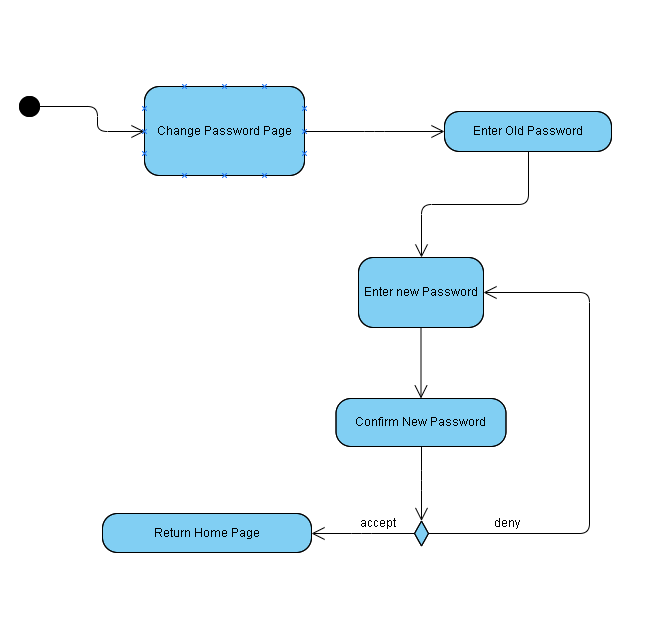 Change Password Page
Enter Old Password
Enter new Password
Confirm New Password
accept
deny
Return Home Page